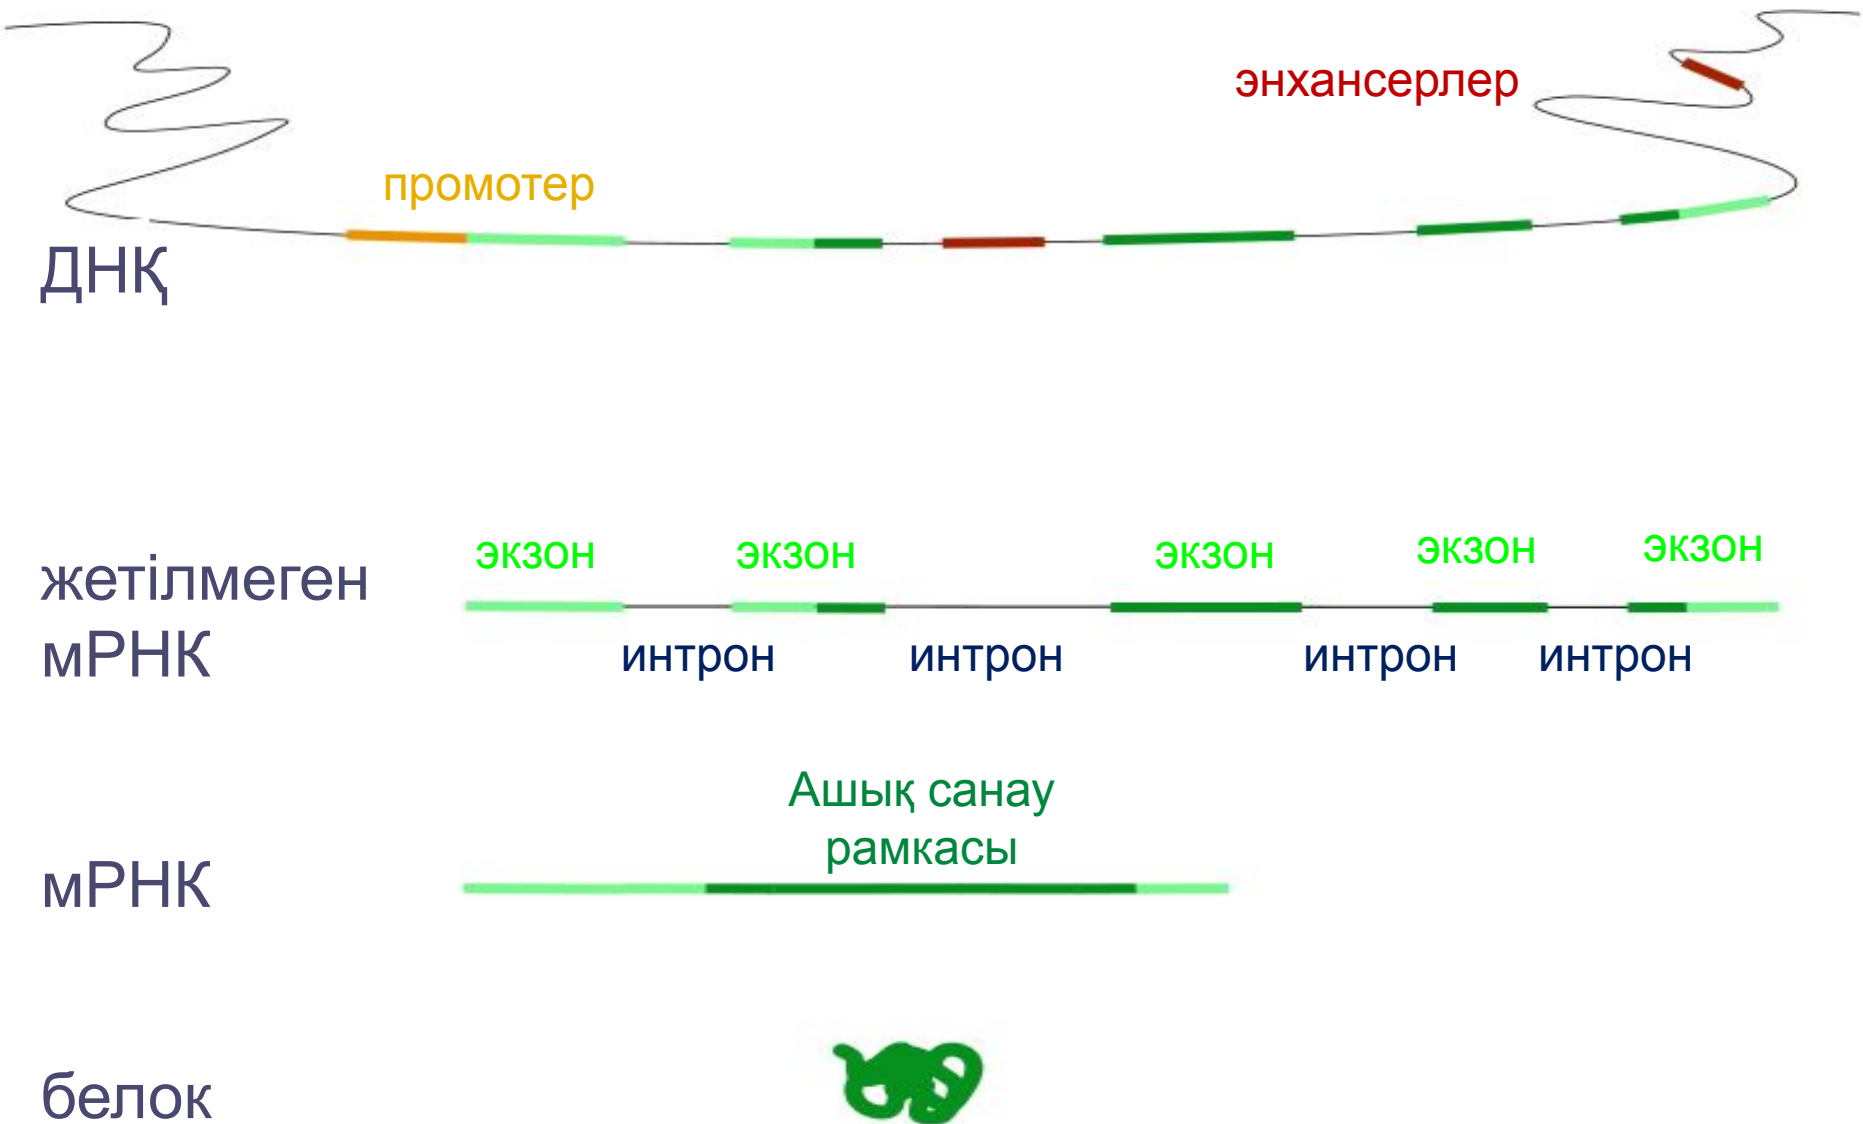 энхансерлер
промотер
ДНҚ
экзон экзон экзон экзон экзон
жетілмеген
мРНК
интрон интрон интрон интрон
Ашық санау
рамкасы
мРНК
белок